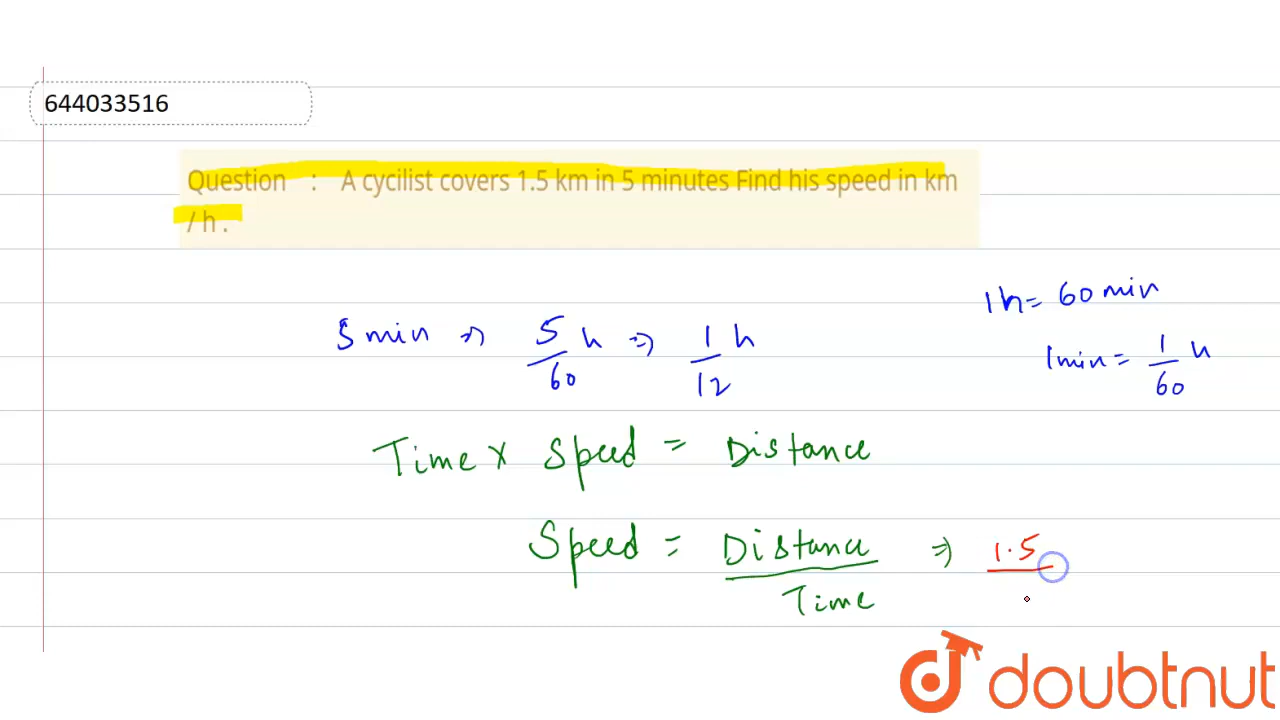 644033516
Question : A cycilist covers 1.5 km in 5 minutes Find his speed in km
/ h .
1h = 60 min
5 min ⇒ 5/60 h ⇒ 1/12 h
1min = 1/60 h
Time × Speed = Distance
Speed = Distance/Time ⇒ 1.5
doubtnut